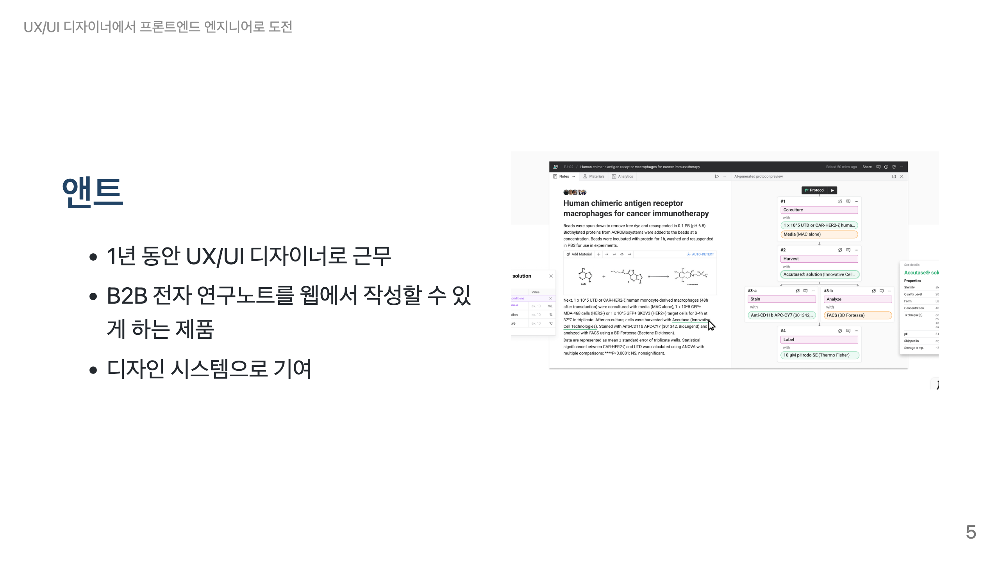 UX/UI 디자이너에서 프론트엔드 엔지니어로 도전
앤트
• 1년 동안 UX/UI 디자이너로 근무
• B2B 전자 연구노트를 웹에서 작성할 수 있
게 하는 제품
• 디자인 시스템으로 기여
PJ-02 / Human chimeric antigen receptor macrophages for cancer immunotherapy
Edited 50 mins ago Share
Notes Materials Analytics
Human chimeric antigen receptor
macrophages for cancer immunotherapy
Beads were spun down to remove free dye and resuspended in 0.1 PB (pH 6.5).
Biotinylated proteins from ACROBiosystems were added to the beads at a
concentration. Beads were incubated with protein for 1h, washed and resuspended
in PBS for use in experiments.
Add Material + → ⇌ ↔ ⇒ AUTO-DETECT
+
Next, 1 x 10^5 UTD or CAR-HER2-ζ human monocyte-derived macrophages (48h
after transduction) were co-cultured with media (MAC alone), 1 x 10^5 GFP+
MDA-468 cells (HER2-) or 1 x 10^5 GFP+ SKOV3 (HER2+) target cells for 3-4h at
37℃ in triplicate. After co-culture, cells were harvested with Accutase (Innovative
Cell Technologies). Stained with Anti-CD11b APC-CY7 (301342, BioLegend) and
analyzed with FACS using a BD Fortessa (Bectone Dickinson).
Data are represented as mean ± standard error of triplicate wells. Statistical
significance between CAR-HER2-ζ and UTD was calculated using ANOVA with
multiple comparisons; ****P<0.0001; NS, nonsignificant.
solution
Value
ex. 10 mL
ex. 10 %
ex. 10 °C
AI-generated protocol preview
Protocol
#1
Co-culture
with
1 x 10^5 UTD or CAR-HER2-ζ huma...
Media (MAC alone)
#2
Harvest
with
Accutase® solution (Innovative Cell...
#3-a
Stain
with
Anti-CD11b APC-CY7 (301342,...
#3-b
Analyze
with
FACS (BD Fortessa)
#4
Label
with
10 µM pHrodo SE (Thermo Fisher)
See details
Accutase®
Properties
Sterility
Quality Level
Form
Concentration
Technique(s)
pH
Shipped in
Storage temp.
5